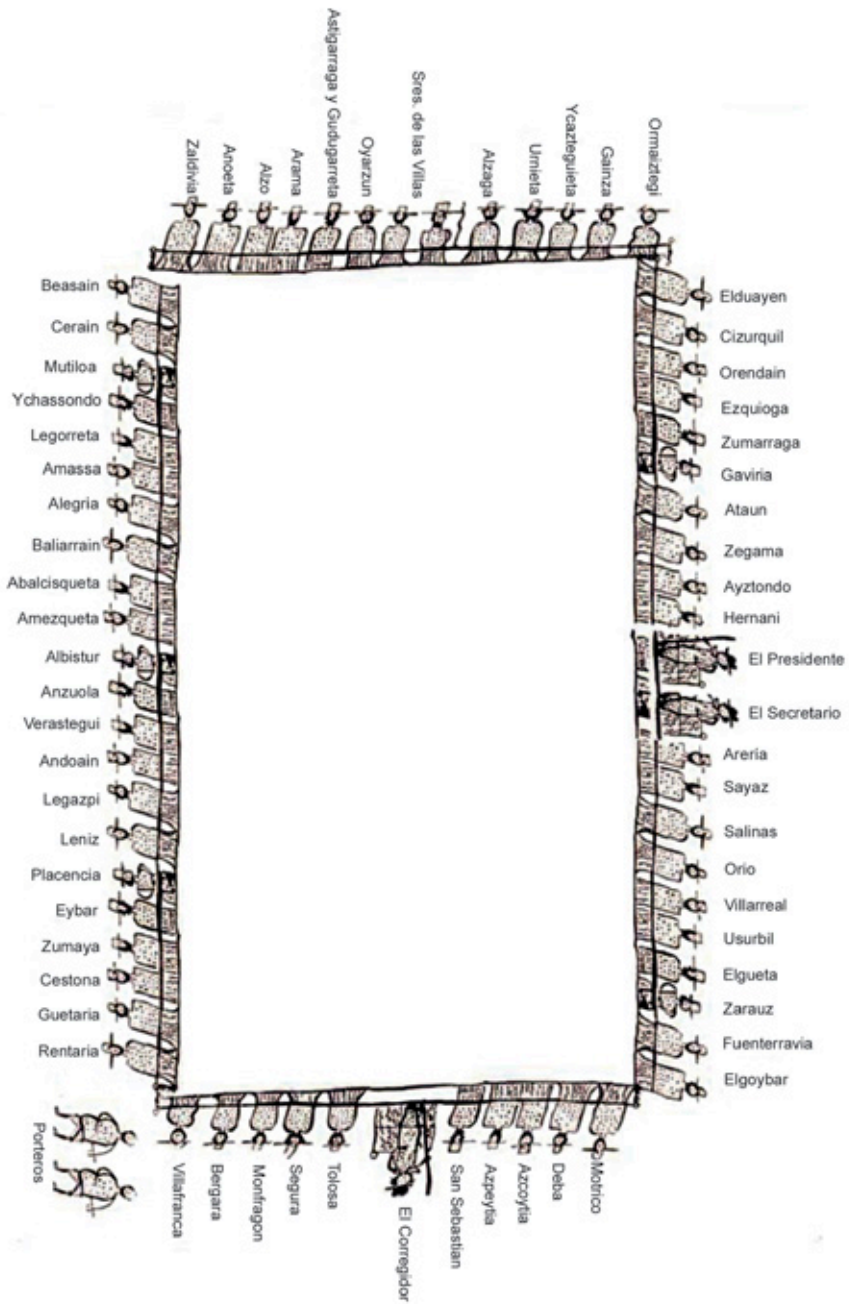 Zaldivia
Anoeta
Alzo
Arama
Astigarraga y Gudugarreta
Oyarzun
Sres. de las Villas
Alzaga
Urnieta
Ycazteguieta
Gainza
Ormaiztegi
Beasain
Cerain
Mutiloa
Ychassondo
Legorreta
Amassa
Alegria
Baliarrain
Abalcisqueta
Amezqueta
Albistur
Anzuola
Verastegui
Andoain
Legazpi
Leniz
Placencia
Eybar
Zumaya
Cestona
Guetaria
Rentaria
Elduayen
Cizurquil
Orendain
Ezquioga
Zumarraga
Gaviria
Ataun
Zegama
Ayztondo
Hernani
El Presidente
El Secretario
Areria
Sayaz
Salinas
Orio
Villarreal
Usurbil
Elgueta
Zarauz
Fuenterravia
Elgoybar
Porteros
Villafranca
Bergara
Monfragon
Segura
Tolosa
El Corregidor
San Sebastian
Azpeytia
Azcoytia
Deba
Motrico